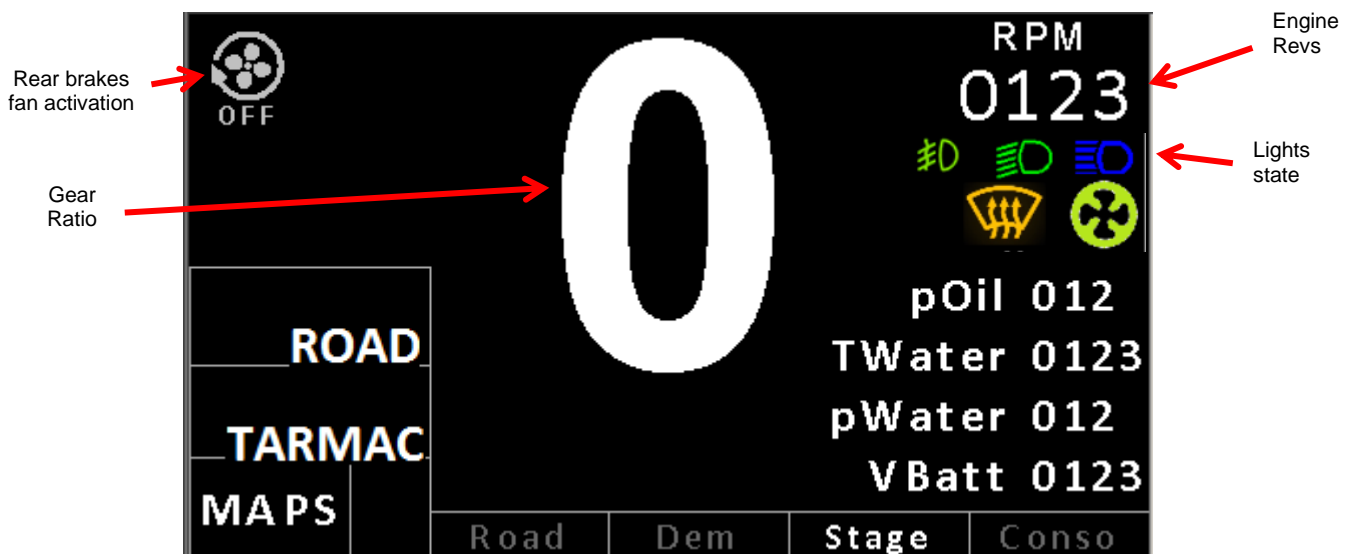 Engine
Revs
RPM
0123
Rear brakes
fan activation
OFF
0
Lights
state
Gear
Ratio
pOil 012
ROAD
TWater 0123
pWater 012
TARMAC
VBatt 0123
MAPS
Road Dem Stage Conso